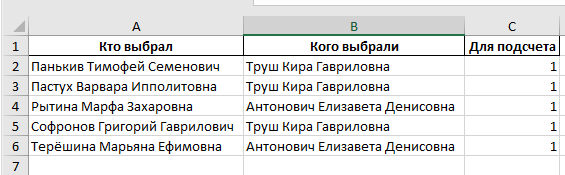 A B C
1 Кто выбрал Кого выбрали Для подсчета
2 Панькив Тимофей Семенович Труш Кира Гавриловна 1
3 Пастух Варвара Ипполитовна Труш Кира Гавриловна 1
4 Рытина Марфа Захаровна Антонович Елизавета Денисовна 1
5 Софронов Григорий Гаврилович Труш Кира Гавриловна 1
6 Терёшина Марьяна Ефимовна Антонович Елизавета Денисовна 1
7